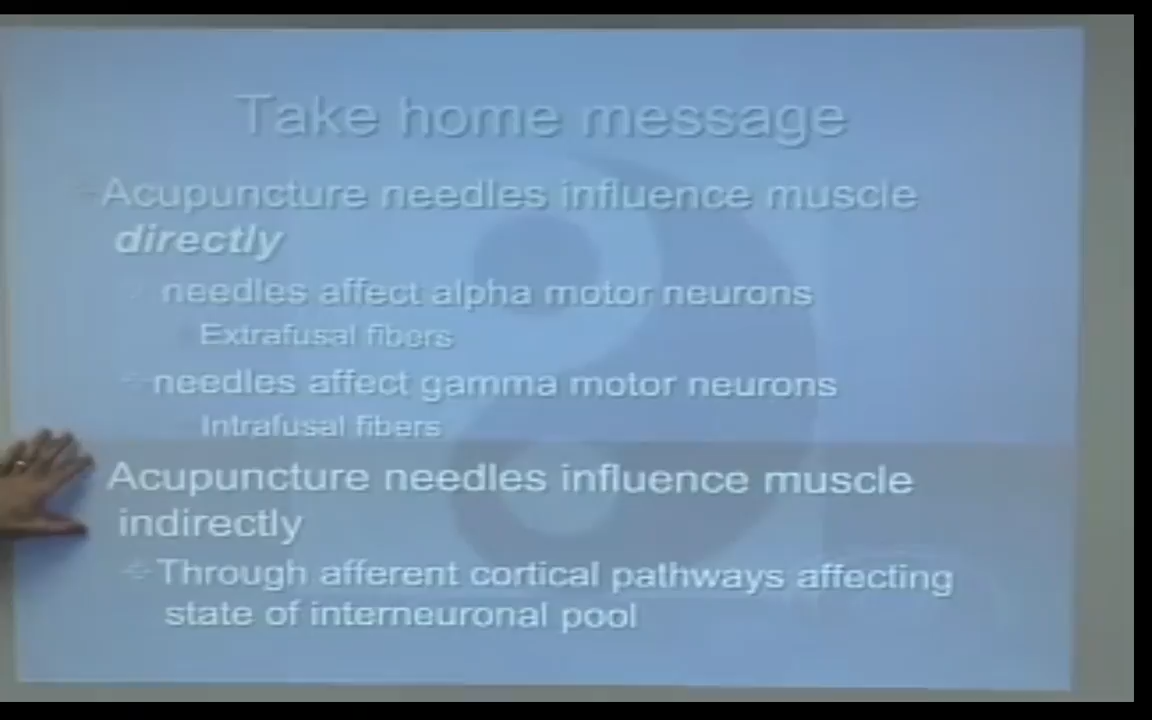 Take home message
Acupuncture needles influence muscle
directly
needles affect alpha motor neurons
Extrafusal fibers
needles affect gamma motor neurons
Intrafusal fibers
Acupuncture needles influence muscle
indirectly
Through afferent cortical pathways affecting
state of interneuronal pool